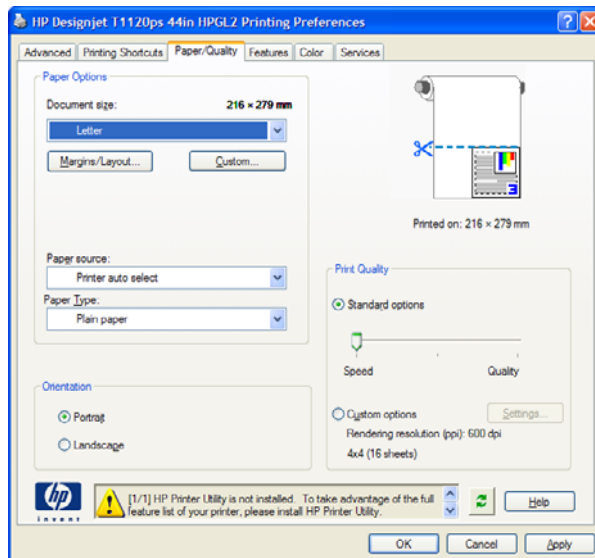 HP Designjet T1120ps 44in HPGL2 Printing Preferences
Advanced Printing Shortcuts Paper/Quality Features Color Services
Paper Options
Document size: 216 × 279 mm
Letter
Margins/Layout... Custom...
Paper source:
Printer auto select
Paper Type:
Plain paper
3
Printed on: 216 × 279 mm
Print Quality
Standard options
Speed Quality
Custom options Settings...
Rendering resolution (ppi): 600 dpi
4x4 (16 sheets)
Orientation
Portrait
Landscape
hp
invent
[1/1] HP Printer Utility is not installed. To take advantage of the full
feature list of your printer, please install HP Printer Utility.
Help
OK Cancel Apply